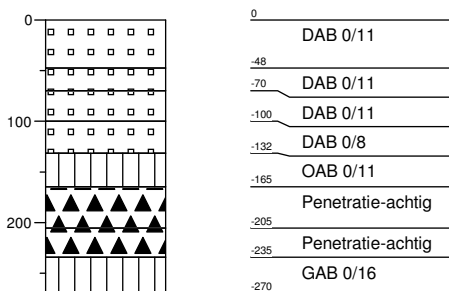 0
100
200
0
DAB 0/11
-48
-70 DAB 0/11
-100 DAB 0/11
-132 DAB 0/8
OAB 0/11
-165
Penetratie-achtig
-205
Penetratie-achtig
-235
GAB 0/16
-270